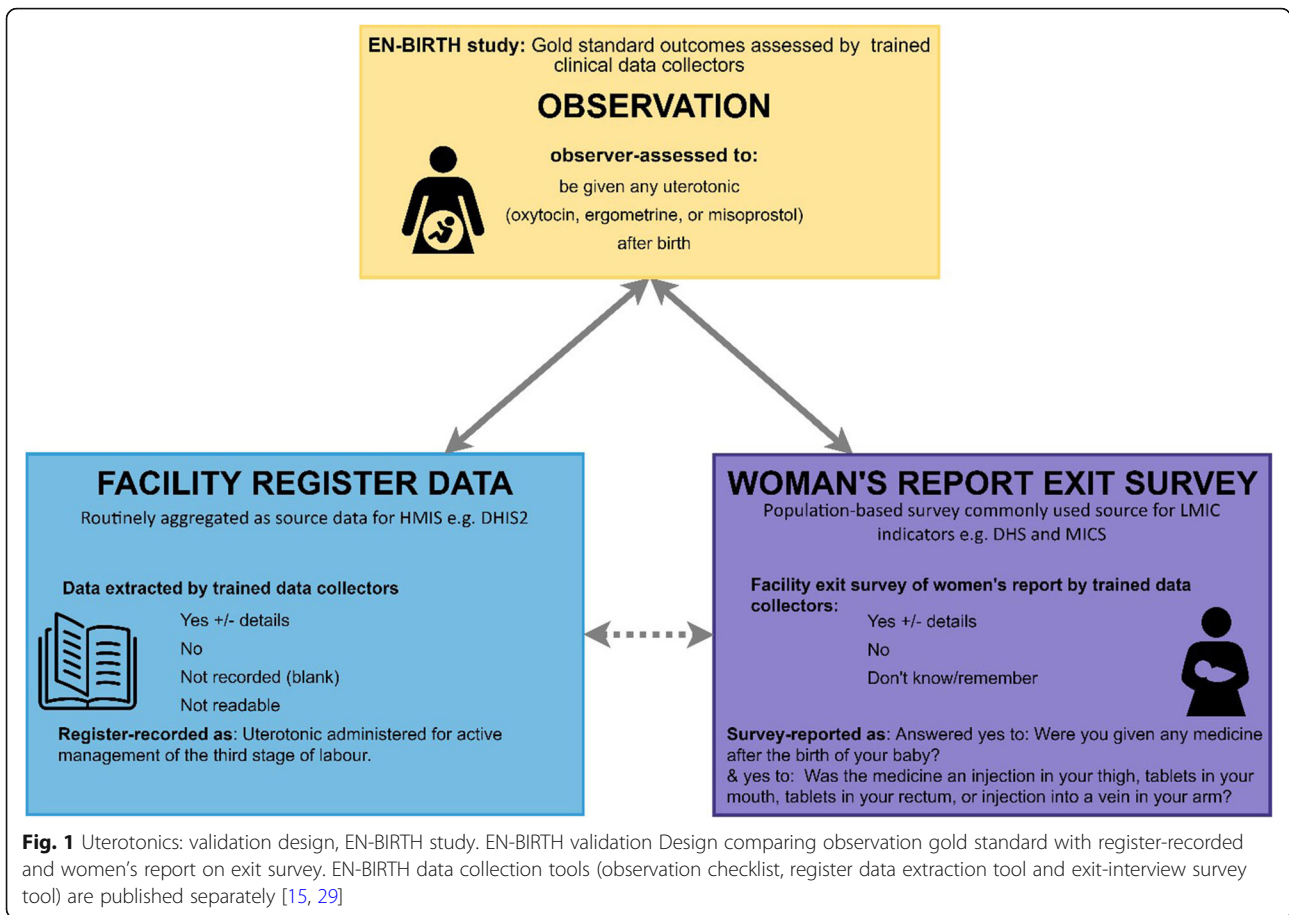 EN-BIRTH study: Gold standard outcomes assessed by trained
clinical data collectors
OBSERVATION
observer-assessed to:
be given any uterotonic
(oxytocin, ergometrine, or misoprostol)
after birth
FACILITY REGISTER DATA
Routinely aggregated as source data for HMIS e.g. DHIS2
Data extracted by trained data collectors
Yes +/- details
No
Not recorded (blank)
Not readable
Register-recorded as: Uterotonic administered for active
management of the third stage of labour.
WOMAN'S REPORT EXIT SURVEY
Population-based survey commonly used source for LMIC
indicators e.g. DHS and MICS
Facility exit survey of women's report by trained data
collectors:
Yes +/- details
No
Don't know/remember
Survey-reported as: Answered yes to: Were you given any medicine
after the birth of your baby?
& yes to: Was the medicine an injection in your thigh, tablets in your
mouth, tablets in your rectum, or injection into a vein in your arm?
Fig. 1 Uterotonics: validation design, EN-BIRTH study. EN-BIRTH validation Design comparing observation gold standard with register-recorded
and women's report on exit survey. EN-BIRTH data collection tools (observation checklist, register data extraction tool and exit-interview survey
tool) are published separately [15, 29]